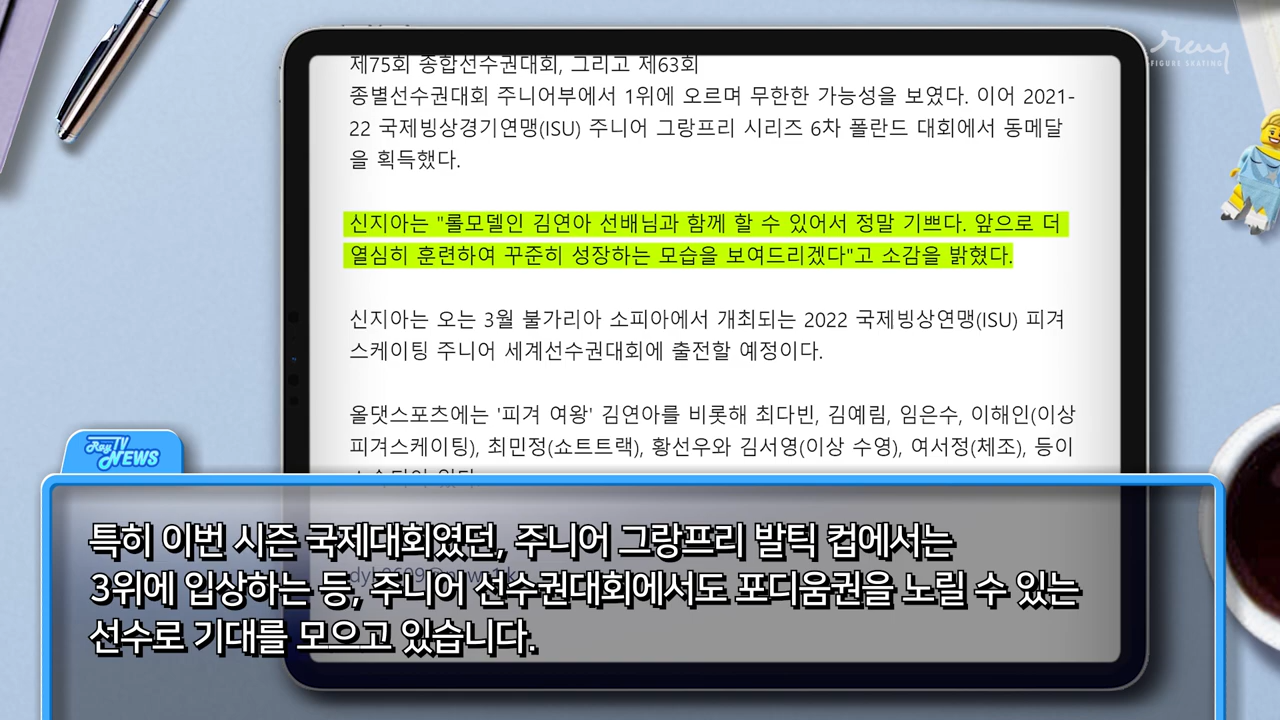 제75회 종합선수권대회, 그리고 제63회
종별선수권대회 주니어부에서 1위에 오르며 무한한 가능성을 보였다. 이어 2021-
22 국제빙상경기연맹(ISU) 주니어 그랑프리 시리즈 6차 폴란드 대회에서 동메달
을 획득했다.
신지아는 "롤모델인 김연아 선배님과 함께 할 수 있어서 정말 기쁘다. 앞으로 더
열심히 훈련하여 꾸준히 성장하는 모습을 보여드리겠다"고 소감을 밝혔다.
신지아는 오는 3월 불가리아 소피아에서 개최되는 2022 국제빙상연맹(ISU) 피겨
스케이팅 주니어 세계선수권대회에 출전할 예정이다.
올댓스포츠에는 '피겨 여왕' 김연아를 비롯해 최다빈, 김예림, 임은수, 이해인(이상
피겨스케이팅), 최민정(쇼트트랙), 황선우와 김서영(이상 수영), 여서정(체조), 등이
Ray
FIGURE SKATING
RayTV
NEWS
특히 이번 시즌 국제대회였던, 주니어 그랑프리 발틱 컵에서는
3위에 입상하는 등, 주니어 선수권대회에서도 포디움권을 노릴 수 있는
선수로 기대를 모으고 있습니다.